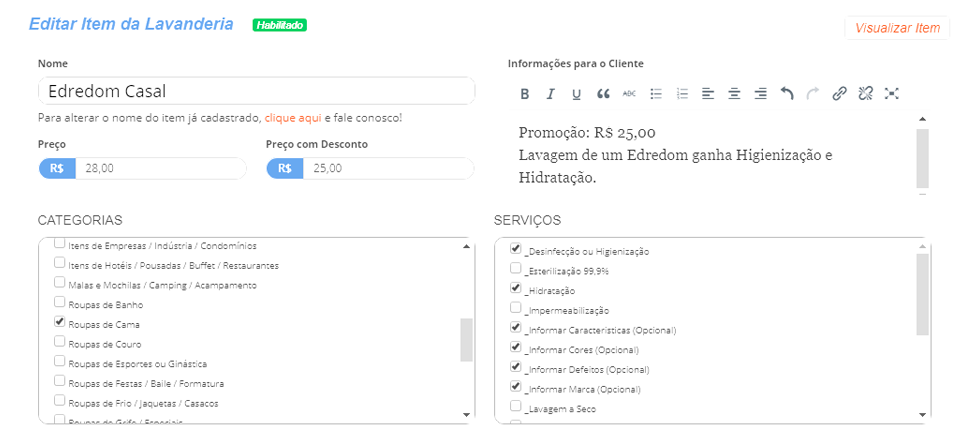 Editar Item da Lavanderia
Habilitado
Visualizar Item
Nome
Edredom Casal
Para alterar o nome do item já cadastrado, clique aqui e fale conosco!
Preço
R$ 28,00
Preço com Desconto
R$ 25,00
Informações para o Cliente
B I U ABC
Promoção: R$ 25,00
Lavagem de um Edredom ganha Higienização e
Hidratação.
CATEGORIAS
Itens de Empresas / Indústria / Condomínios
Itens de Hotéis / Pousadas / Buffet / Restaurantes
Malas e Mochilas / Camping / Acampamento
Roupas de Banho
Roupas de Cama
Roupas de Couro
Roupas de Esportes ou Ginástica
Roupas de Festas / Baile / Formatura
Roupas de Frio / Jaquetas / Casacos
Roupas de Grife / Especiais
SERVIÇOS
_Desinfecção ou Higienização
_Esterilização 99,9%
_Hidratação
_Impermeabilização
_Informar Caracteristicas (Opcional)
_Informar Cores (Opcional)
_Informar Defeitos (Opcional)
_Informar Marca (Opcional)
_Lavagem a Seco